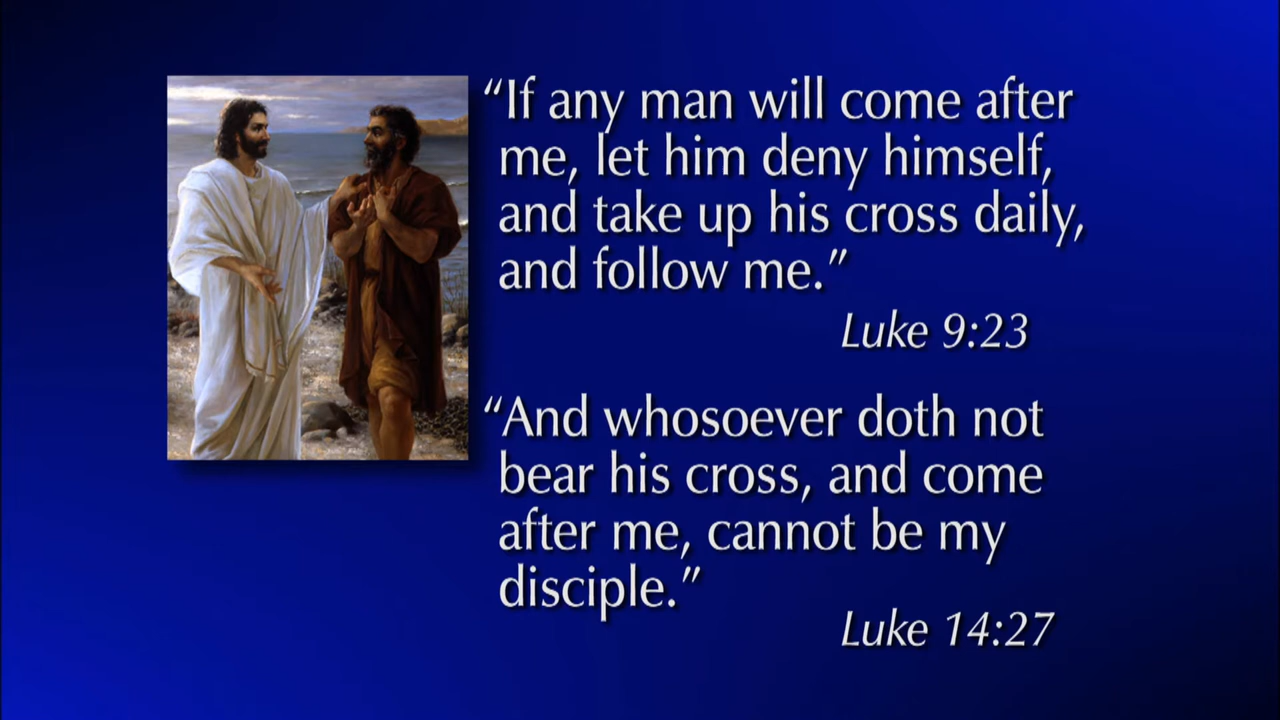 “If any man will come after
me, let him deny himself,
and take up his cross daily,
and follow me.”
Luke 9:23
“And whosoever doth not
bear his cross, and come
after me, cannot be my
disciple.”
Luke 14:27